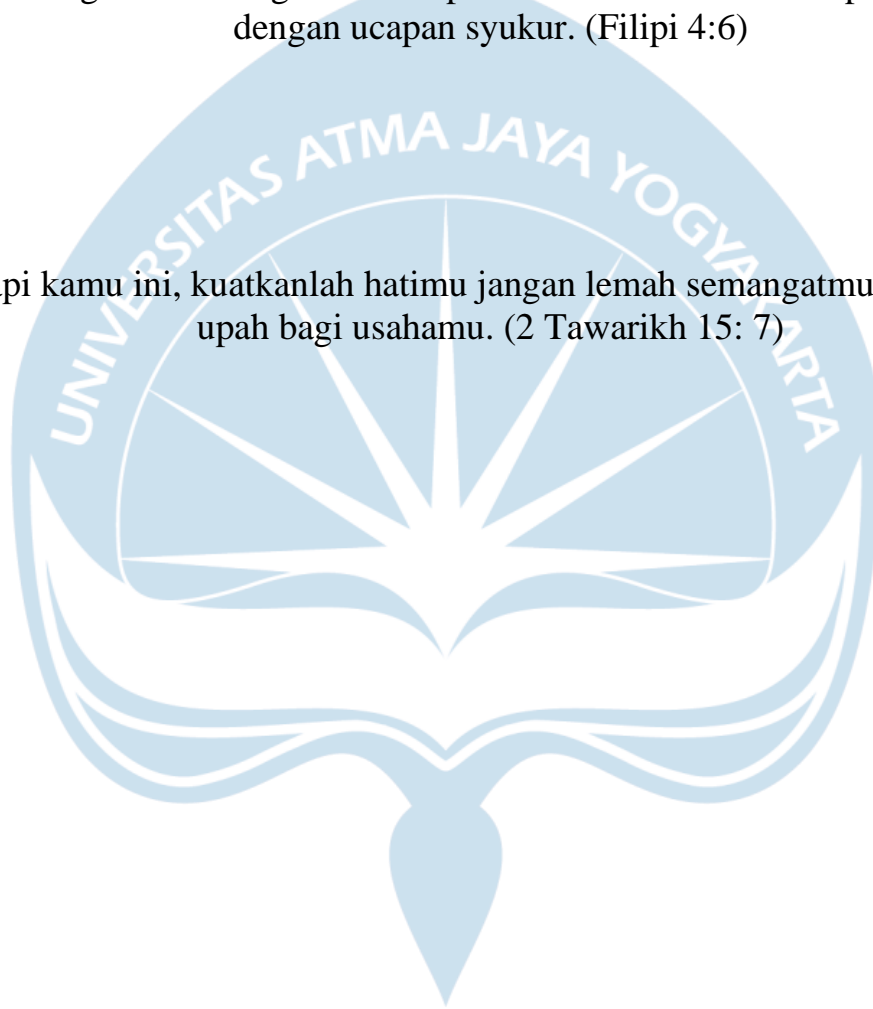 dengan ucapan syukur. (Filipi 4:6)
UNIVERSITAS ATMA JAYA YOGYAKARTA
kamu ini, kuatkanlah hatimu jangan lemah semangatmu
upah bagi usahamu. (2 Tawarikh 15: 7)